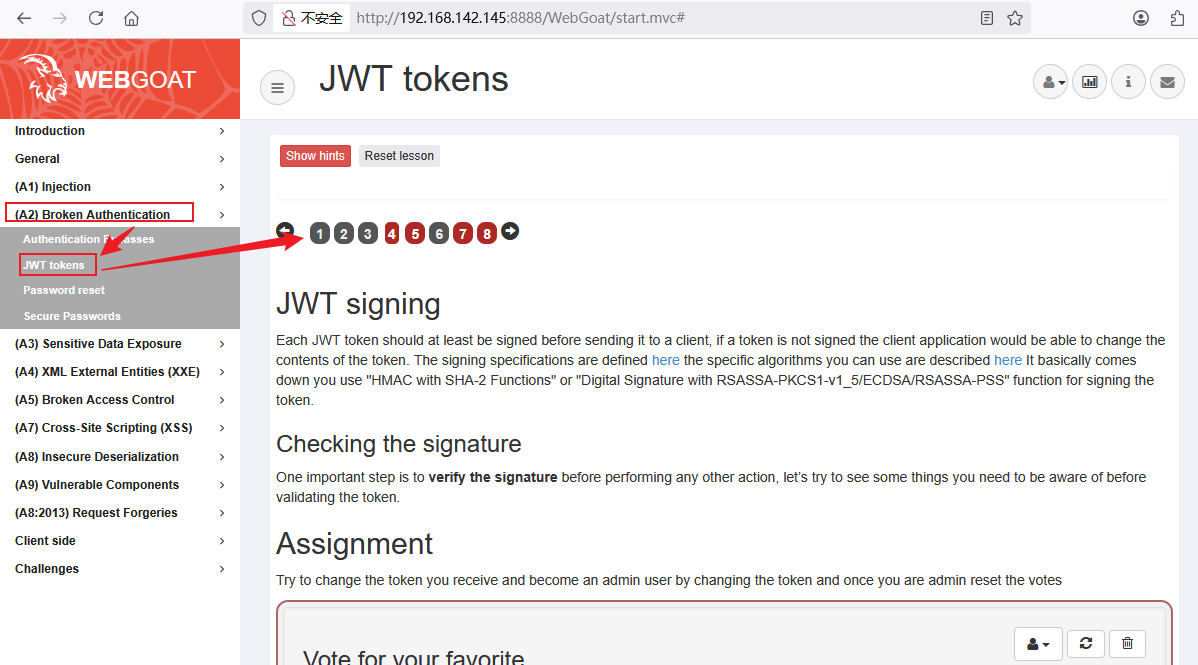 不安全 http://192.168.142.145:8888/WebGoat/start.mvc#
WEBGOAT
JWT tokens
Introduction
General
(A1) Injection
(A2) Broken Authentication
Authentication
JWT tokens
Password reset
Secure Passwords
(A3) Sensitive Data Exposure
(A4) XML External Entities (XXE)
(A5) Broken Access Control
(A7) Cross-Site Scripting (XSS)
(A8) Insecure Deserialization
(A9) Vulnerable Components
(A8:2013) Request Forgeries
Client side
Challenges
Show hints Reset lesson
1 2 3 4 5 6 7 8
JWT signing
Each JWT token should at least be signed before sending it to a client, if a token is not signed the client application would be able to change the
contents of the token. The signing specifications are defined here the specific algorithms you can use are described here It basically comes
down you use "HMAC with SHA-2 Functions" or "Digital Signature with RSASSA-PKCS1-v1_5/ECDSA/RSASSA-PSS" function for signing the
token.
Checking the signature
One important step is to verify the signature before performing any other action, let's try to see some things you need to be aware of before
validating the token.
Assignment
Try to change the token you receive and become an admin user by changing the token and once you are admin reset the votes
Vote for your favorite